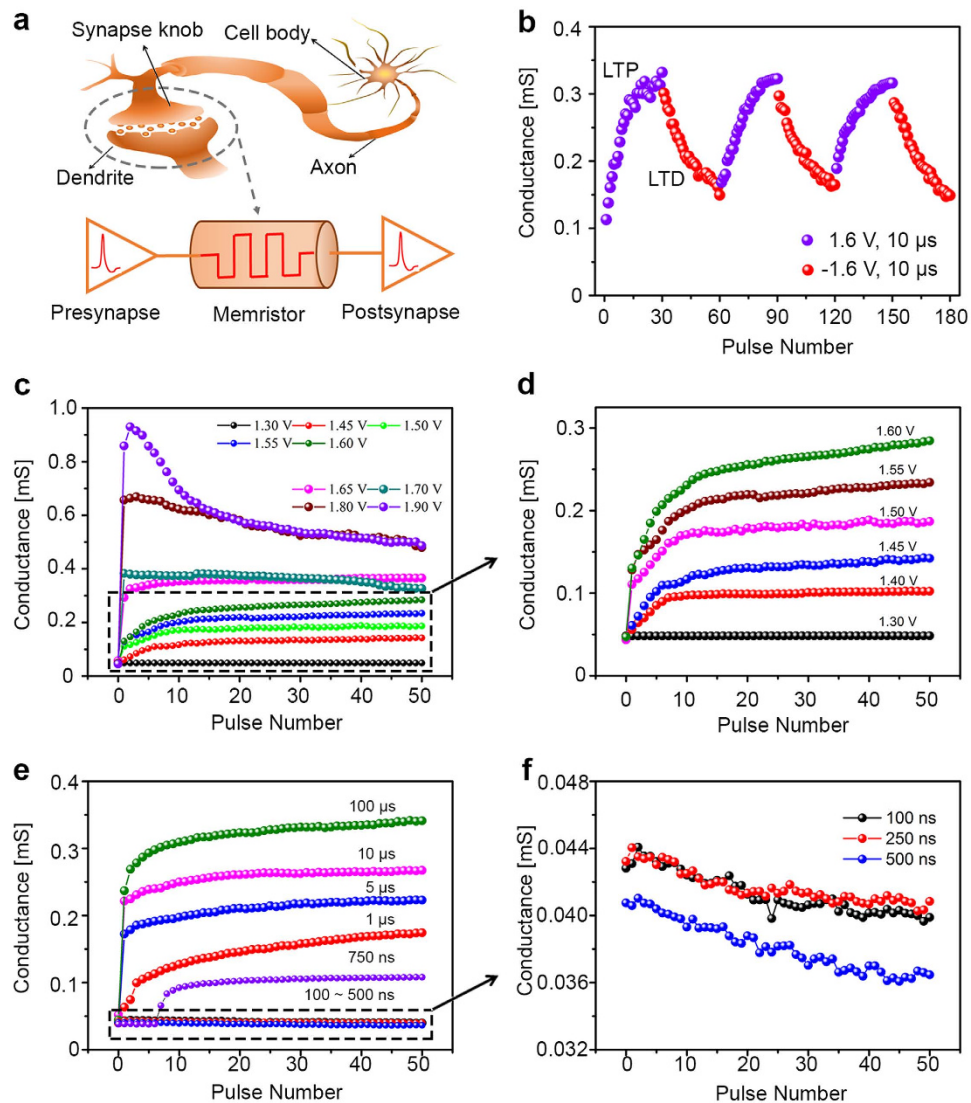 a
Synapse knob
Cell body
Dendrite
Axon
Presynapse
Memristor
Postsynapse
b
Conductance [mS]
0.4
0.3
0.2
0.1
0
LTP
LTD
1.6 V, 10 µs
-1.6 V, 10 µs
0 30 60 90 120 150 180
Pulse Number
c
Conductance [mS]
1.0
0.8
0.6
0.4
0.2
0
1.30 V 1.45 V 1.50 V
1.55 V 1.60 V
1.65 V 1.70 V
1.80 V 1.90 V
0 10 20 30 40 50
Pulse Number
d
Conductance [mS]
0.3
0.2
0.1
0
1.60 V
1.55 V
1.50 V
1.45 V
1.40 V
1.30 V
0 10 20 30 40 50
Pulse Number
e
Conductance [mS]
0.4
0.3
0.2
0.1
0
100 µs
10 µs
5 µs
1 µs
750 ns
100 ~ 500 ns
0 10 20 30 40 50
Pulse Number
f
Conductance [mS]
0.048
0.044
0.040
0.036
0.032
100 ns
250 ns
500 ns
0 10 20 30 40 50
Pulse Number